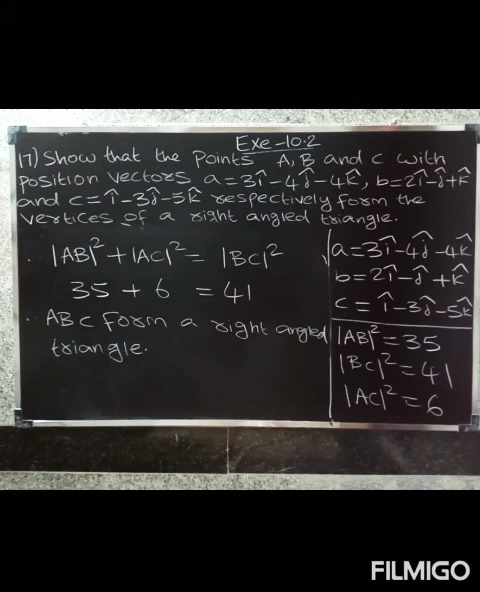 Exe-10.2
17) Show that the Points A, B and C with
position vectors a=3î-4ĵ-4k̂, b=2î-ĵ+k̂
and c=î-3ĵ-5k̂ respectively form the
vertices of a right angled triangle.
|AB|²+|AC|²=|BC|²
35+6=41
ABC form a right angled
triangle.
a=3î-4ĵ-4k̂
b=2î-ĵ+k̂
c=î-3ĵ-5k̂
|AB|²=35
|BC|²=41
|AC|²=6
FILMIGO